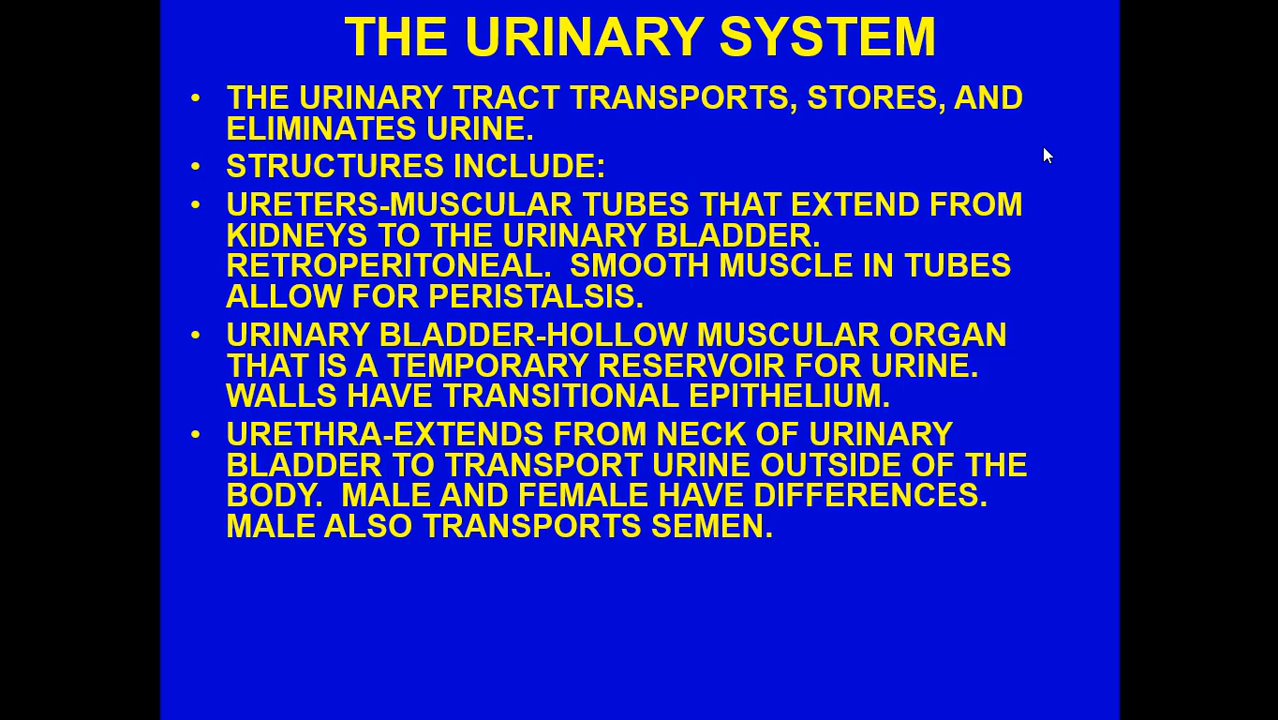 THE URINARY SYSTEM
• THE URINARY TRACT TRANSPORTS, STORES, AND
ELIMINATES URINE.
• STRUCTURES INCLUDE:
• URETERS-MUSCULAR TUBES THAT EXTEND FROM
KIDNEYS TO THE URINARY BLADDER.
RETROPERITONEAL.  SMOOTH MUSCLE IN TUBES
ALLOW FOR PERISTALSIS.
• URINARY BLADDER-HOLLOW MUSCULAR ORGAN
THAT IS A TEMPORARY RESERVOIR FOR URINE.
WALLS HAVE TRANSITIONAL EPITHELIUM.
• URETHRA-EXTENDS FROM NECK OF URINARY
BLADDER TO TRANSPORT URINE OUTSIDE OF THE
BODY.  MALE AND FEMALE HAVE DIFFERENCES.
MALE ALSO TRANSPORTS SEMEN.